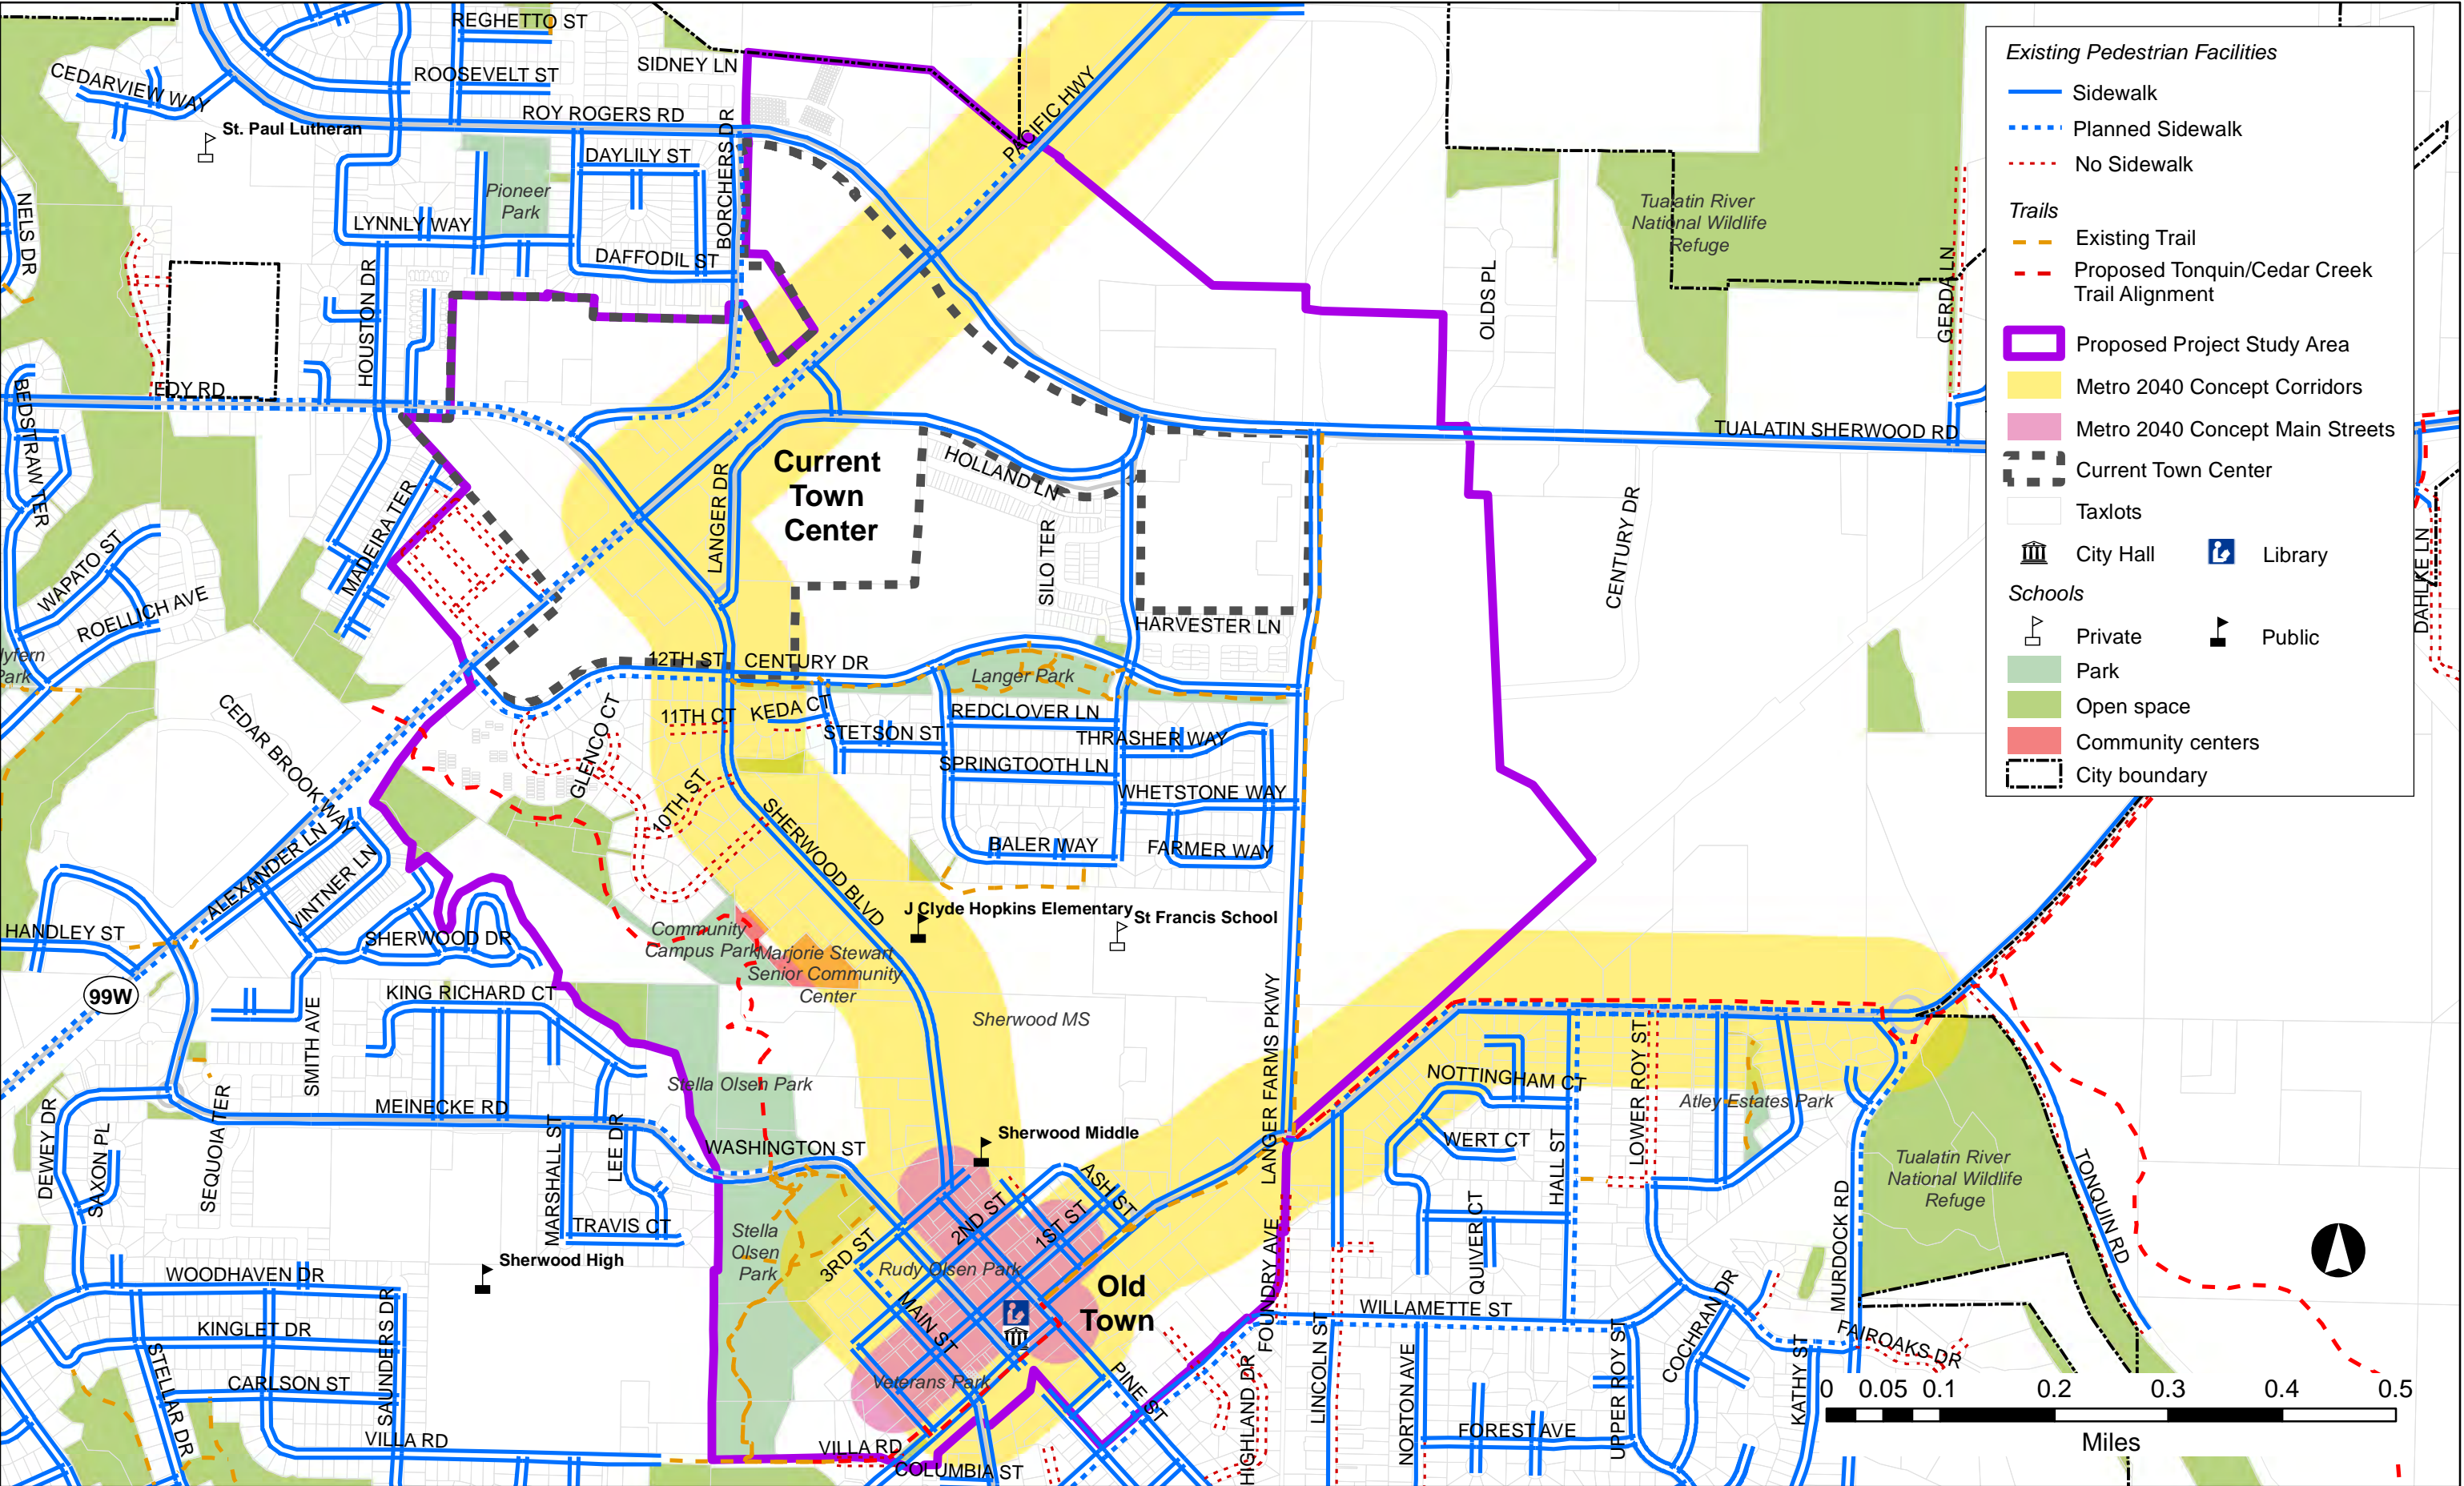 REGHETTO ST
SIDNEY LN
CEDARVIEW WAY
ROOSEVELT ST
ROY ROGERS RD
PACIFIC HWY
St. Paul Lutheran
DAYLILY ST
BORCHERS DR
Pioneer
Park
NELS DR
LYNNLY WAY
DAFFODIL ST
HOUSTON DR
EDY RD
BEDSTRAW TER
Tualatin River
National Wildlife
Refuge
OLDS PL
GERDA LN
TUALATIN SHERWOOD RD
Existing Pedestrian Facilities
Sidewalk
Planned Sidewalk
No Sidewalk
Trails
Existing Trail
Proposed Tonquin/Cedar Creek
Trail Alignment
Proposed Project Study Area
Metro 2040 Concept Corridors
Metro 2040 Concept Main Streets
Current Town Center
Taxlots
City Hall
Library
Schools
Private
Public
Park
Open space
Community centers
City boundary
Current
Town
Center
HOLLAND LN
LANGER DR
SILO TER
CENTURY DR
DAHLKE LN
MADEIRA TER
WAPATO ST
ROELLICH AVE
lyfern
Park
HARVESTER LN
12TH ST
CENTURY DR
Langer Park
11TH CT
KEDA CT
REDCLOVER LN
STETSON ST
THRASHER WAY
SPRINGTOOTH LN
WHETSTONE WAY
BALER WAY
FARMER WAY
CEDAR BROOK WAY
GLENCO CT
10TH ST
SHERWOOD BLVD
ALEXANDER LN
VINTNER LN
HANDLEY ST
SHERWOOD DR
J Clyde Hopkins Elementary
St Francis School
Community
Campus Park
Marjorie Stewart
Senior Community
Center
99W
KING RICHARD CT
SMITH AVE
Sherwood MS
LANGER FARMS PKWY
Stella Olsen Park
NOTTINGHAM CT
LOWER ROY ST
Atley Estates Park
MEINECKE RD
DEWEY DR
SAXON PL
SEQUOIA TER
MARSHALL ST
LEE DR
WASHINGTON ST
Sherwood Middle
WERT CT
HALL ST
ASH ST
Tualatin River
National Wildlife
Refuge
TONQUIN RD
MURDOCK RD
TRAVIS CT
Stella
Olsen
Park
3RD ST
2ND ST
1ST ST
QUIVER CT
Sherwood High
Rudy Olsen Park
Old
Town
FOUNDRY AVE
WOODHAVEN DR
MAIN ST
WILLAMETTE ST
KINGLET DR
SAUNDERS DR
STELLAR DR
CARLSON ST
Veterans Park
PINE ST
HIGHLAND DR
LINCOLN ST
NORTON AVE
UPPER ROY ST
COCHRAN DR
KATHY ST
FAIROAKS DR
FOREST AVE
VILLA RD
VILLA RD
COLUMBIA ST
0 0.05 0.1 0.2 0.3 0.4 0.5
Miles